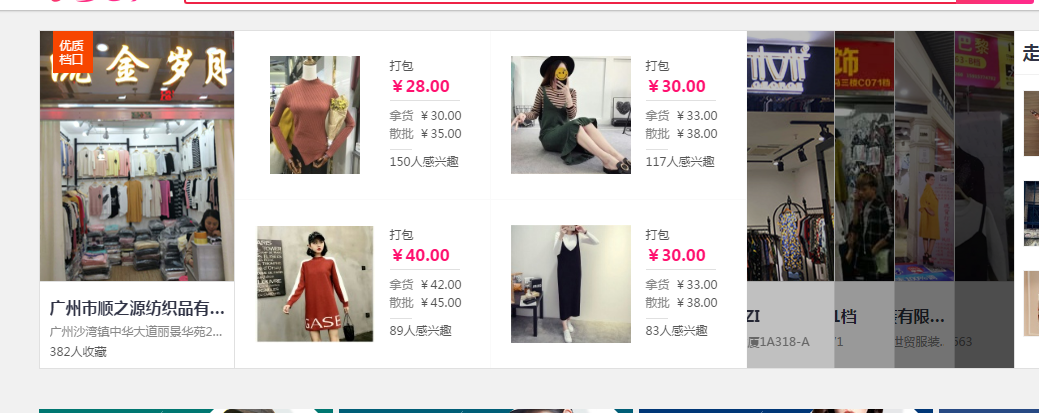 优质
档口
流金岁月
广州市顺之源纺织品有...
广州沙湾镇中华大道丽景华苑2...
382人收藏
打包
￥28.00
拿货 ￥30.00
散批 ￥35.00
150人感兴趣
打包
￥30.00
拿货 ￥33.00
散批 ￥38.00
117人感兴趣
PARIS
打包
￥40.00
拿货 ￥42.00
散批 ￥45.00
89人感兴趣
打包
￥30.00
拿货 ￥33.00
散批 ￥38.00
83人感兴趣
ZI
厦1A318-A
饰
三楼C071档
1档
71
有限...
世贸服装.
巴黎
563
走